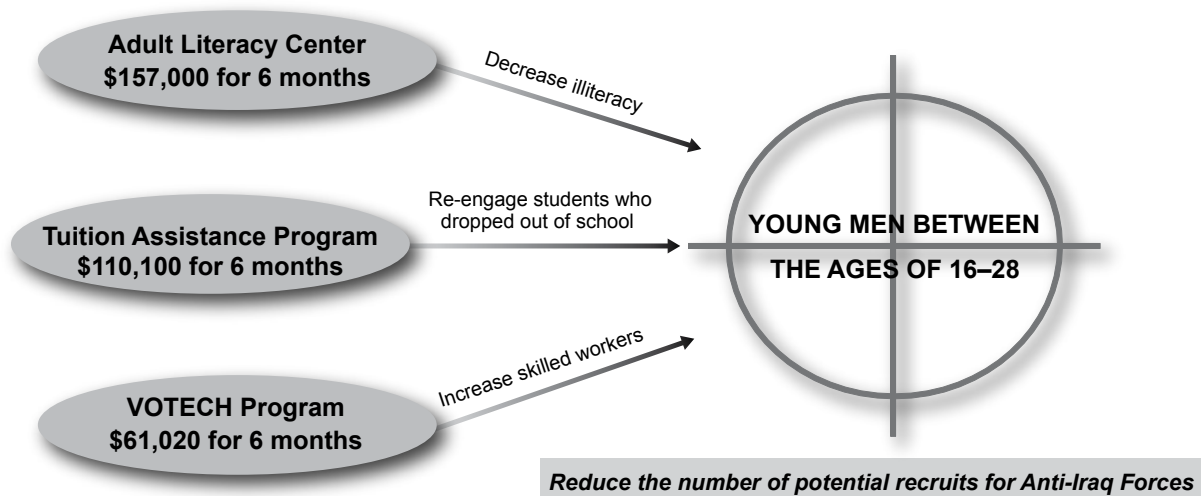 Adult Literacy Center
$157,000 for 6 months
Decrease illiteracy
Tuition Assistance Program
$110,100 for 6 months
Re-engage students who
dropped out of school
YOUNG MEN BETWEEN
THE AGES OF 16–28
VOTECH Program
$61,020 for 6 months
Increase skilled workers
Reduce the number of potential recruits for Anti-Iraq Forces